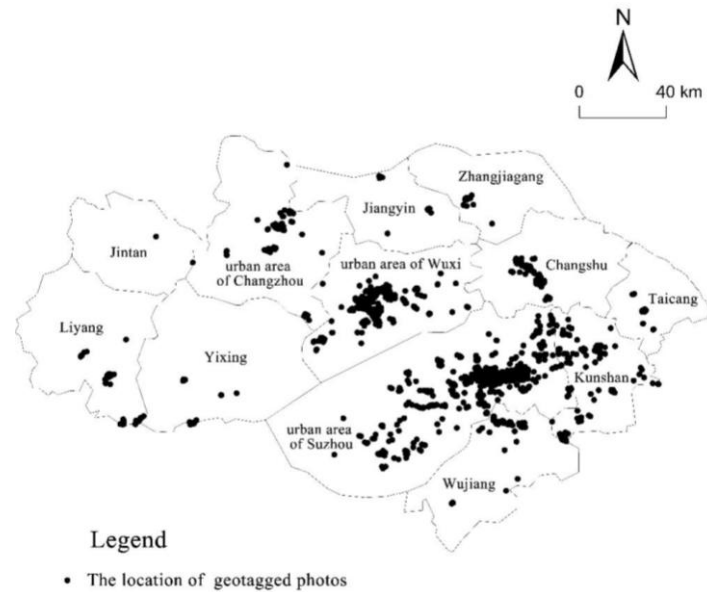 N
0 40 km
Zhangjiagang
Jiangyin
Jintan
urban area
of Changzhou
urban area of Wuxi
Changshu
Taicang
Liyang
Yixing
Kunshan
urban area
of Suzhou
Wujiang
Legend
The location of geotagged photos